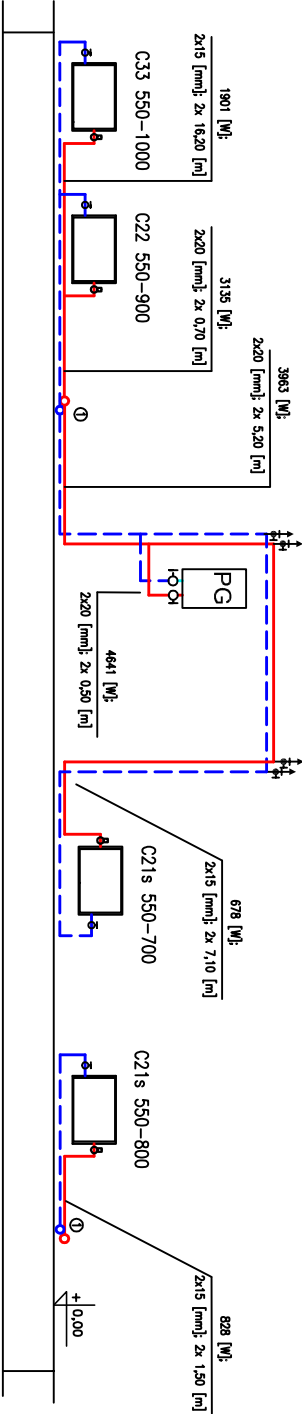 1901 [W];
2x15 [mm]; 2x 16,20 [m]
C33 550-1000
3135 [W];
2x20 [mm]; 2x 0,70 [m]
C22 550-900
3963 [W];
2x20 [mm]; 2x 5,20 [m]
1
PG
4641 [W];
2x20 [mm]; 2x 0,50 [m]
678 [W];
2x15 [mm]; 2x 7,10 [m]
C21s 550-700
C21s 550-800
828 [W];
2x15 [mm]; 2x 1,50 [m]
1
+ 0,00